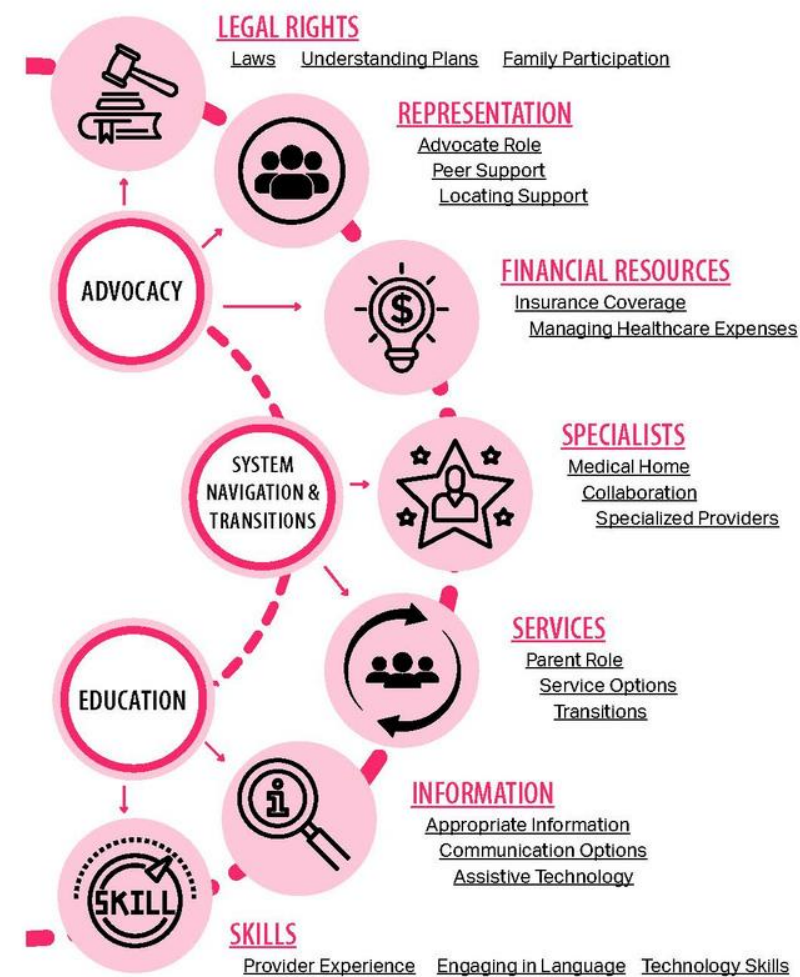 LEGAL RIGHTS
Laws Understanding Plans Family Participation
REPRESENTATION
Advocate Role
Peer Support
Locating Support
ADVOCACY
FINANCIAL RESOURCES
Insurance Coverage
Managing Healthcare Expenses
SPECIALISTS
Medical Home
Collaboration
Specialized Providers
SYSTEM
NAVIGATION &
TRANSITIONS
SERVICES
Parent Role
Service Options
Transitions
EDUCATION
INFORMATION
Appropriate Information
Communication Options
Assistive Technology
SKILL
SKILLS
Provider Experience Engaging in Language Technology Skills
$
i